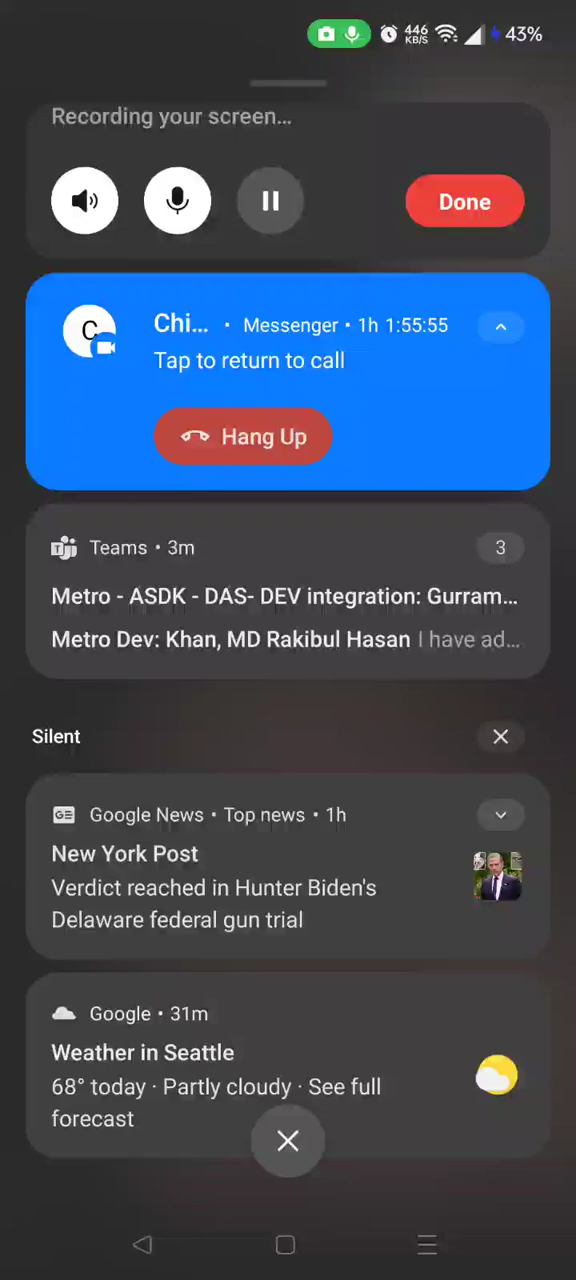 446
KB/S
43%
Recording your screen...
Done
C
Chi... • Messenger • 1h 1:55:55
Tap to return to call
Hang Up
Teams • 3m
3
Metro - ASDK - DAS- DEV integration: Gurram...
Metro Dev: Khan, MD Rakibul Hasan I have ad...
Silent
Google News • Top news • 1h
New York Post
Verdict reached in Hunter Biden's
Delaware federal gun trial
Google • 31m
Weather in Seattle
68° today · Partly cloudy · See full
forecast